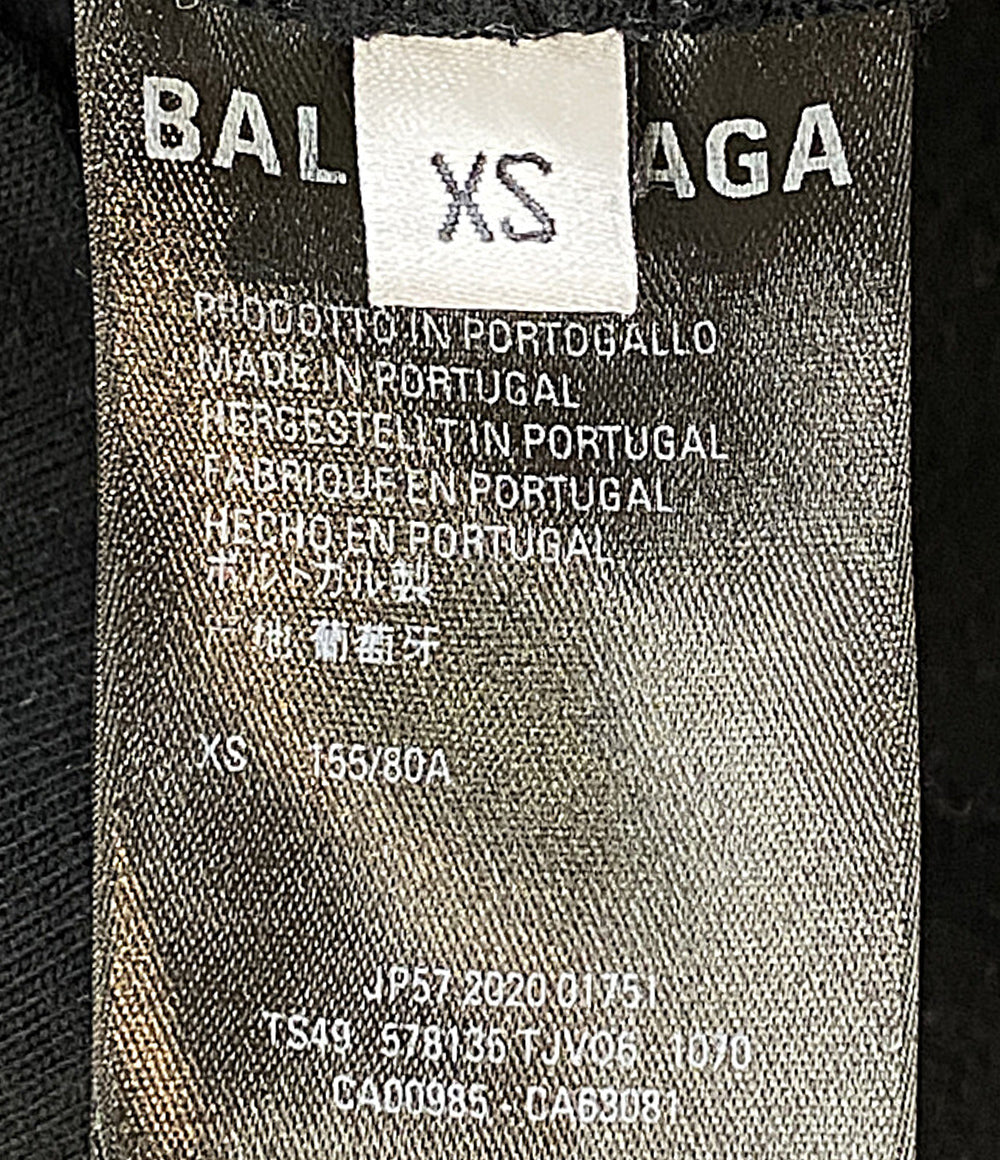 BAL AGA
XS
PRODOTTO IN PORTOGALLO
MADE IN PORTUGAL
HERGESTELLT IN PORTUGAL
FABRIQUE EN PORTUGAL
HECHO EN PORTUGAL
ポルトガル製
产地 葡萄牙
XS 155/80A
JP57 2020 01751
TS49 578135 TJVO6 1070
CA00985 - CA63081